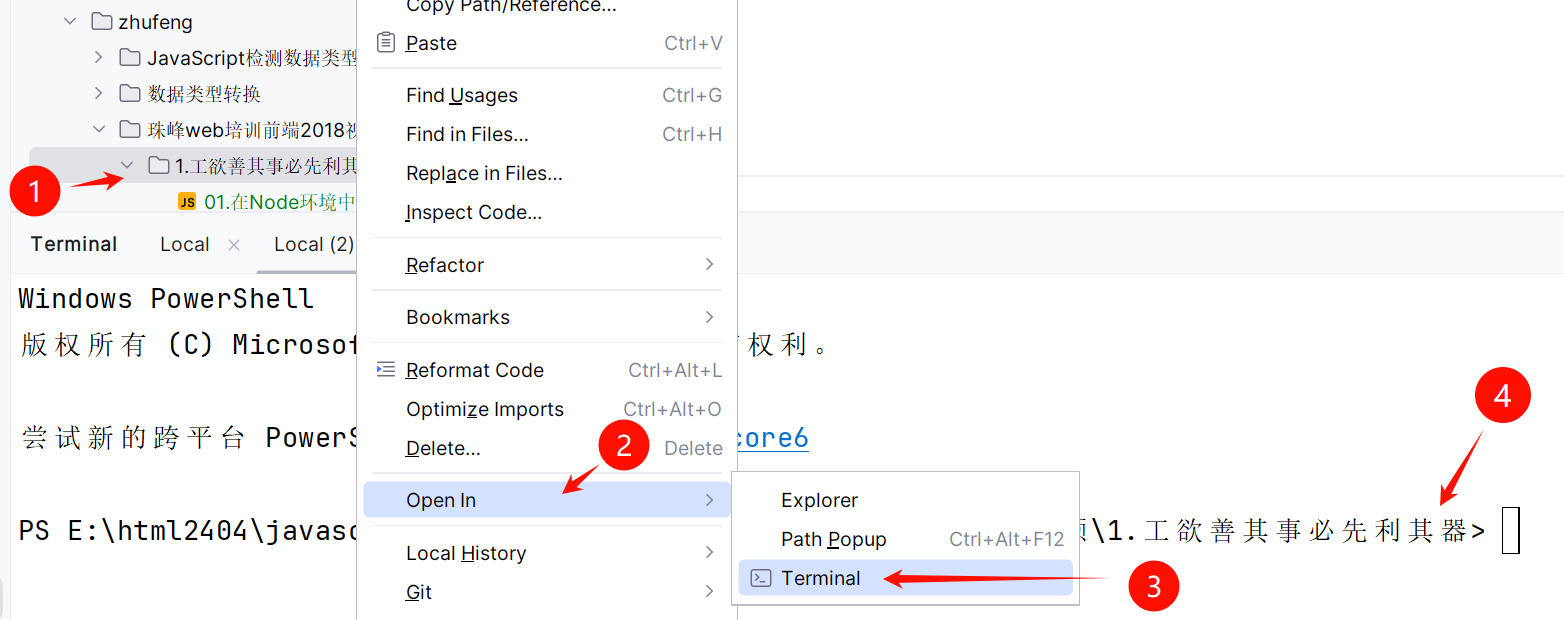 zhufeng
JavaScript检测数据类型
数据类型转换
珠峰web培训前端2018视
1.工欲善其事必先利其
JS 01.在Node环境中
1
Copy Path/Reference...
Paste Ctrl+V
Find Usages Ctrl+G
Find in Files... Ctrl+H
Replace in Files...
Inspect Code...
Refactor
Bookmarks
Reformat Code Ctrl+Alt+L
Optimize Imports Ctrl+Alt+O
Delete... Delete
2
Open In
Local History
Git
Explorer
Path Popup Ctrl+Alt+F12
Terminal
3
4
Terminal Local Local (2)
Windows PowerShell
版权所有 (C) Microsof 权利。
尝试新的跨平台 PowerS core6
PS E:\html2404\javasc \1.工欲善其事必先利其器>